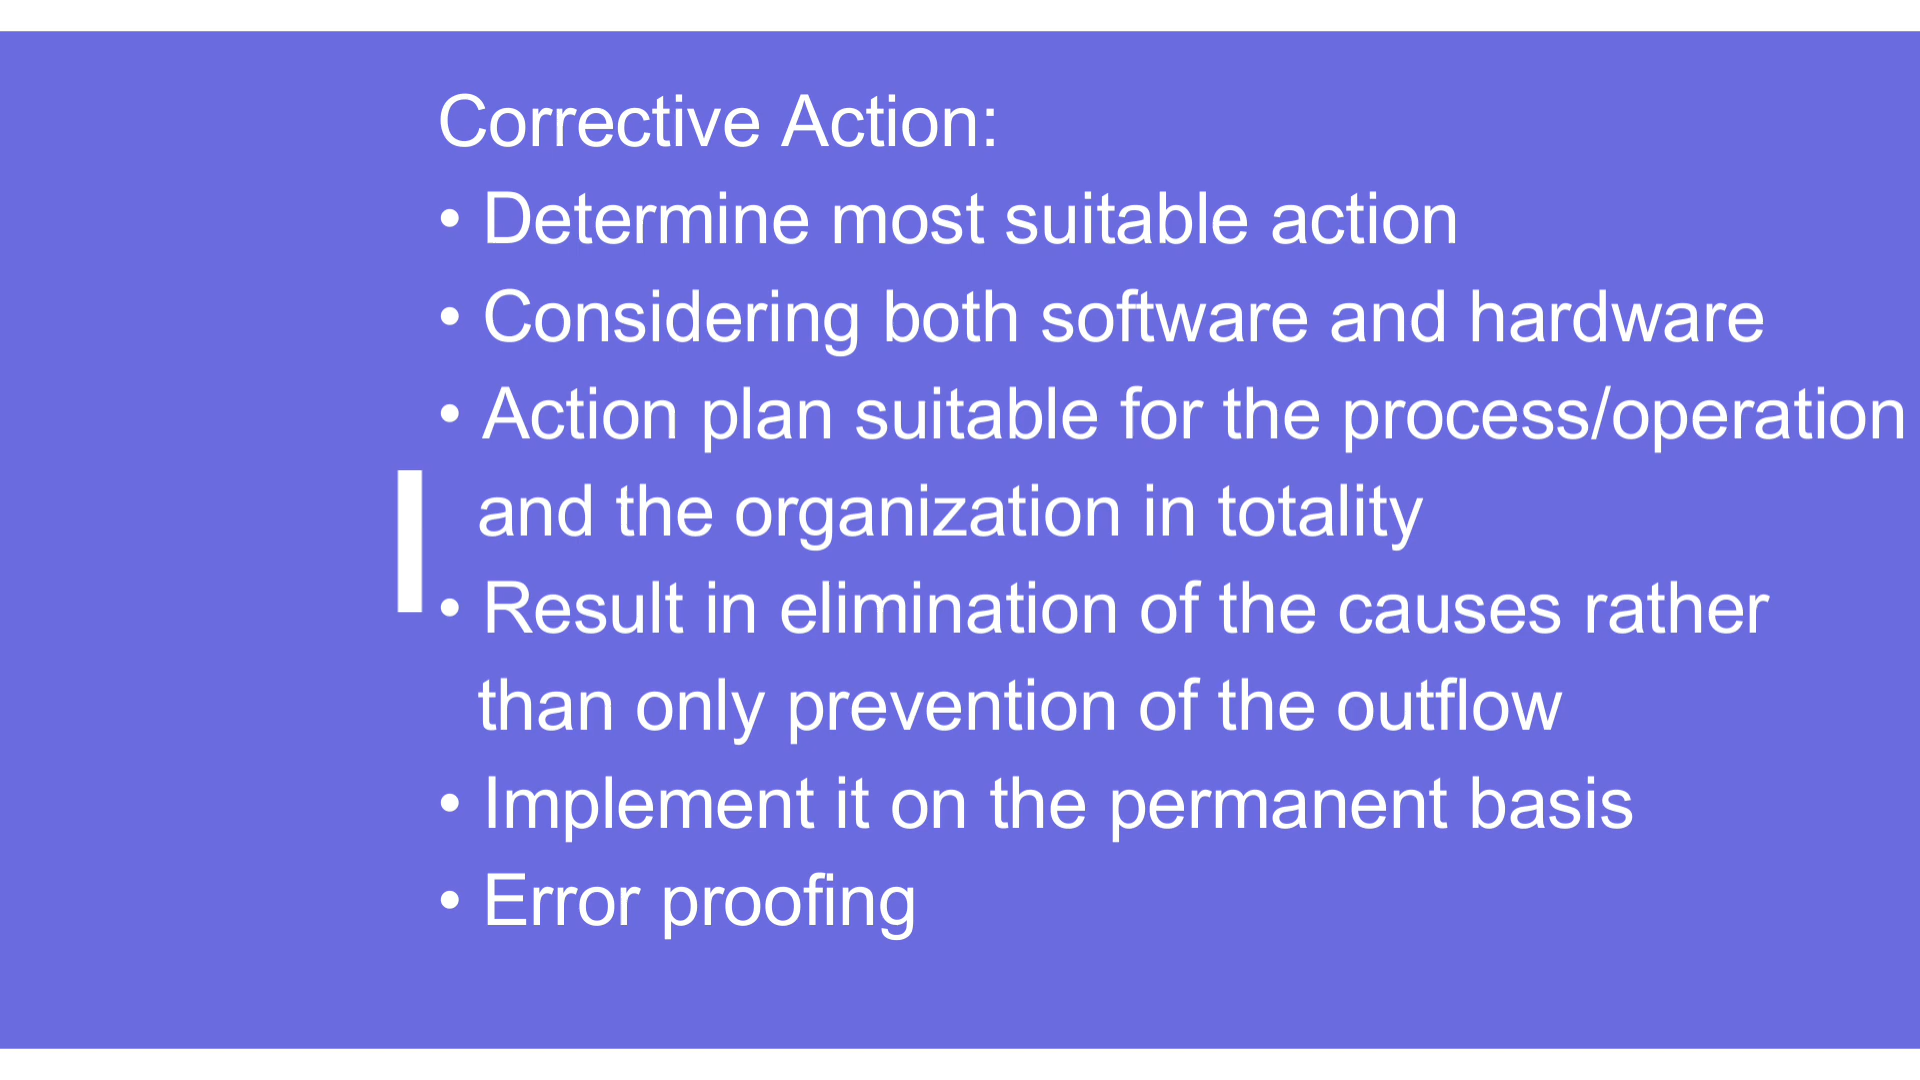 Corrective Action:
• Determine most suitable action
• Considering both software and hardware
• Action plan suitable for the process/operation
and the organization in totality
• Result in elimination of the causes rather
than only prevention of the outflow
• Implement it on the permanent basis
• Error proofing